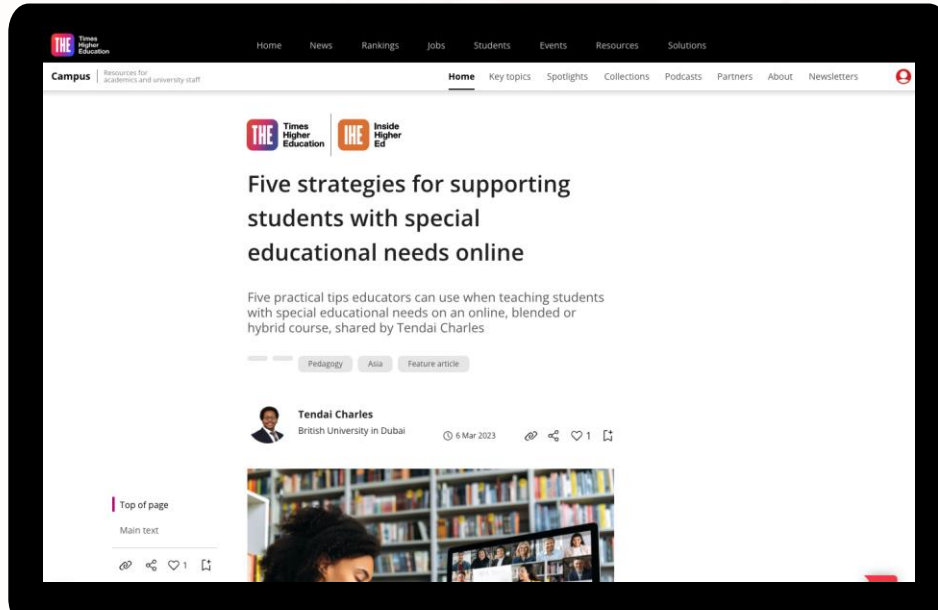 THE Times
Higher
Education
Home News Rankings Jobs Students Events Resources Solutions
Campus Resources for
academics and university staff
Home Key topics Spotlights Collections Podcasts Partners About Newsletters
THE Times
Higher
Education
IHE Inside
Higher
Ed
Five strategies for supporting
students with special
educational needs online
Five practical tips educators can use when teaching students
with special educational needs on an online, blended or
hybrid course, shared by Tendai Charles
Pedagogy Asia Feature article
Tendai Charles
British University in Dubai
6 Mar 2023 1
Top of page
Main text
1